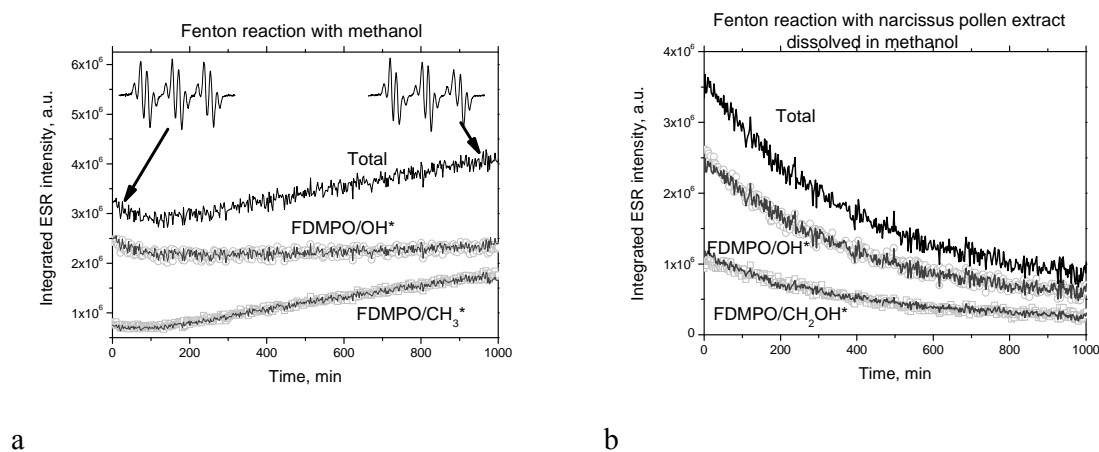 Fenton reaction with methanol
6x10⁶
5x10⁶
4x10⁶
3x10⁶
2x10⁶
1x10⁶
Integrated ESR intensity, a.u.
Total
FDMPO/OH*
FDMPO/CH₃*
0 200 400 600 800 1000
Time, min
a
Fenton reaction with narcissus pollen extract
dissolved in methanol
4x10⁶
3x10⁶
2x10⁶
1x10⁶
0
Integrated ESR intensity, a.u.
Total
FDMPO/OH*
FDMPO/CH₂OH*
0 200 400 600 800 1000
Time, min
b